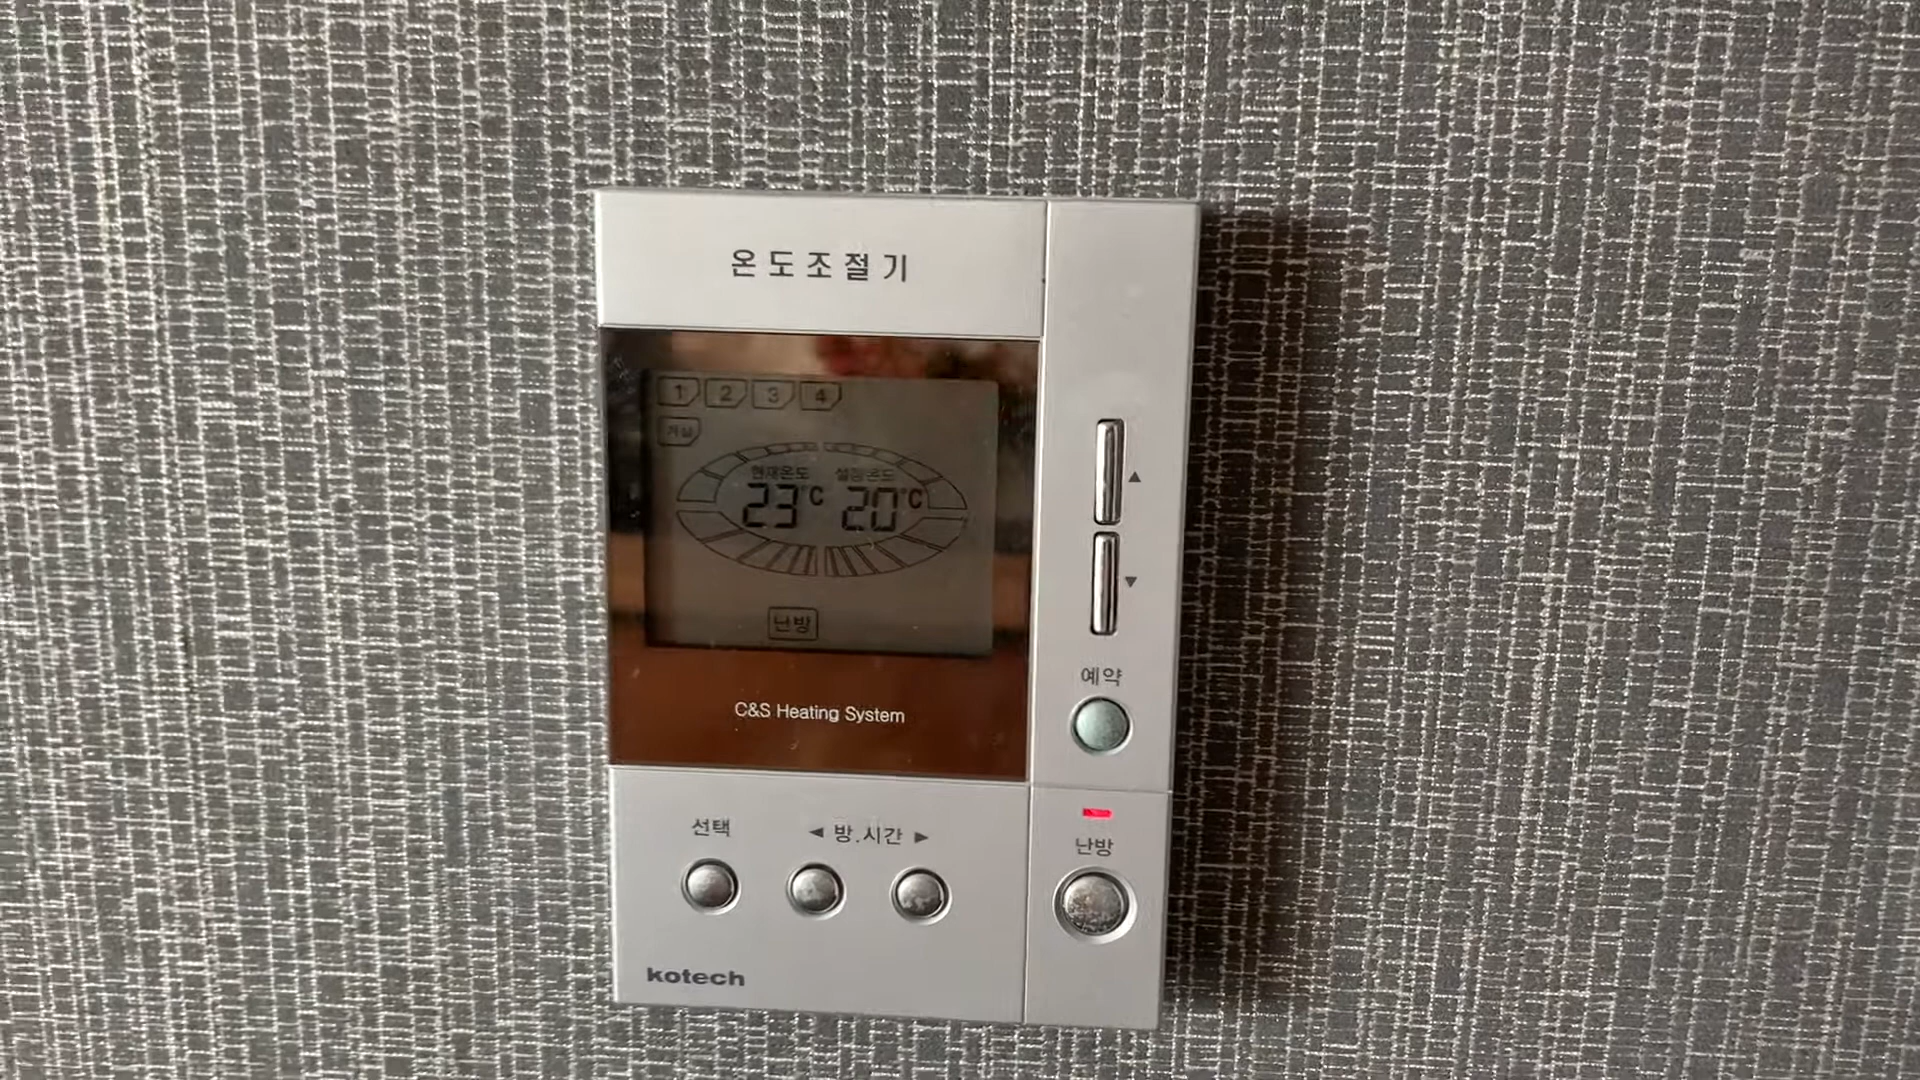 온도조절기
1 2 3 4
거실
현재온도 설정온도
23°C 20°C
난방
C&S Heating System
▲
▼
예약
선택
◀ 방.시간 ▶
난방
kotech